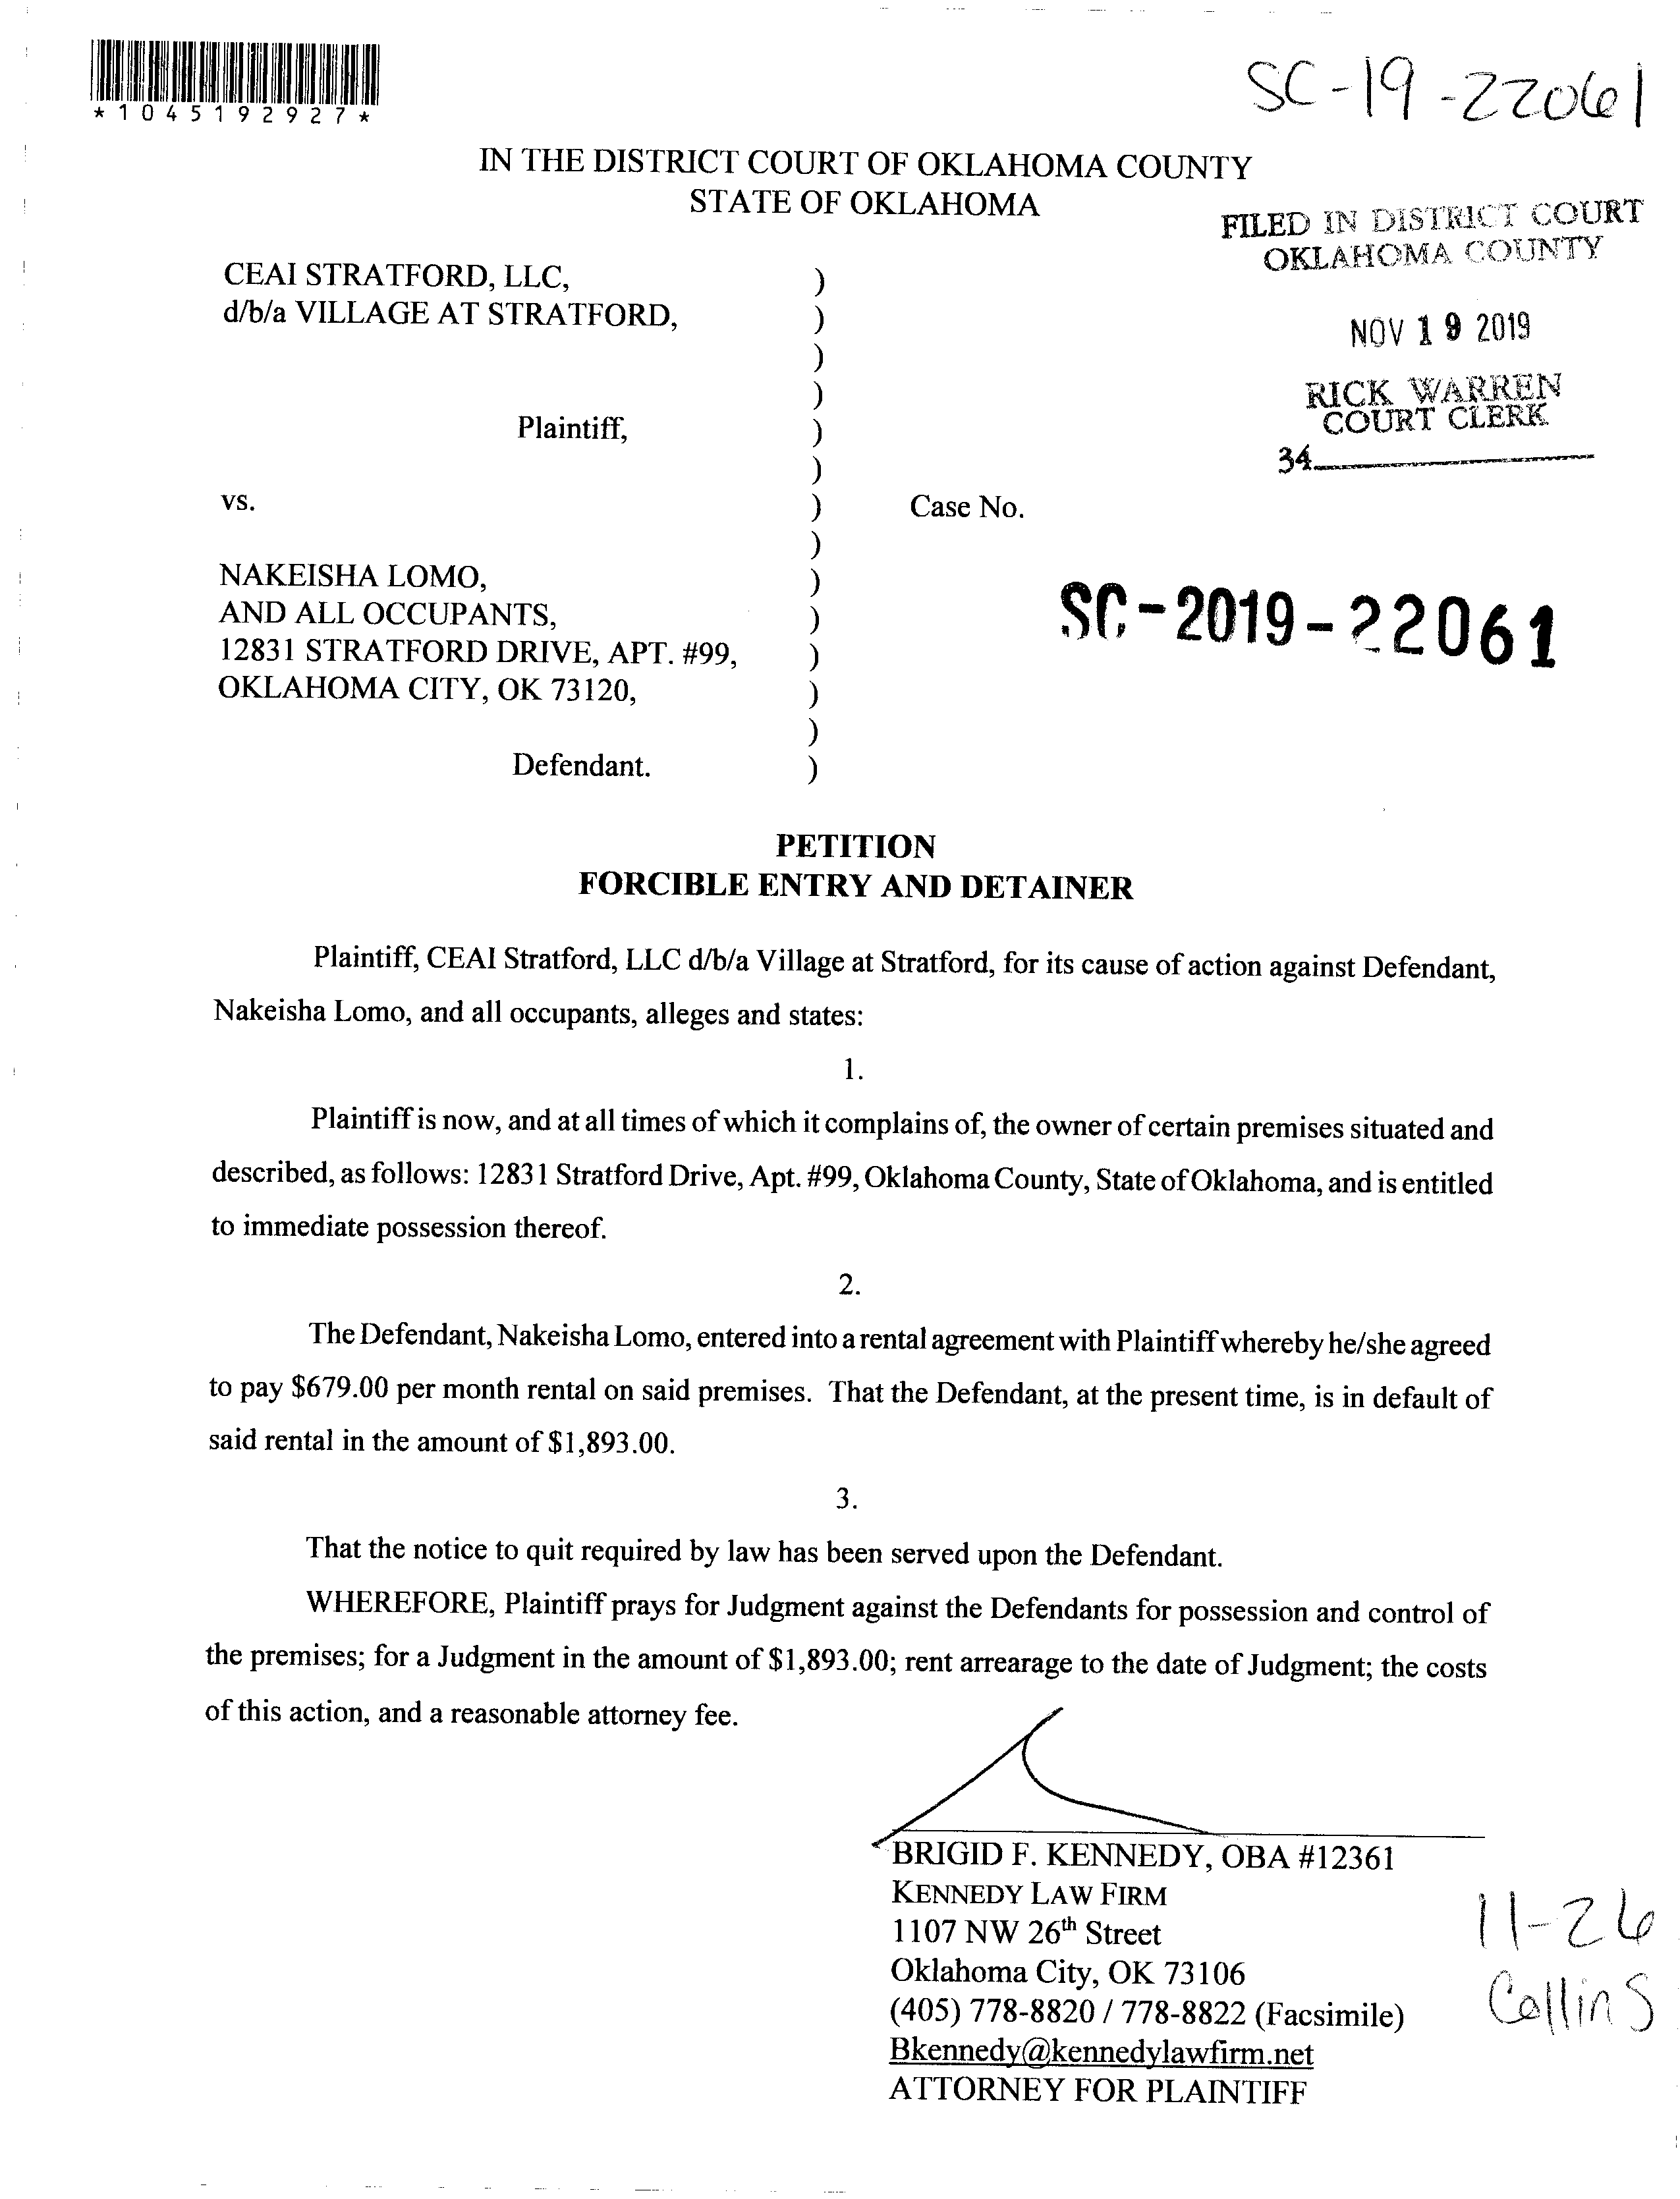 *1045192927*
SC-19-22061
IN THE DISTRICT COURT OF OKLAHOMA COUNTY
STATE OF OKLAHOMA
FILED IN DISTRICT COURT
OKLAHOMA COUNTY
NOV 19 2019
RICK WARREN
COURT CLERK
34
CEAI STRATFORD, LLC, )
d/b/a VILLAGE AT STRATFORD, )
)
)
Plaintiff, )
)
vs. ) Case No.
)
NAKEISHA LOMO, )
AND ALL OCCUPANTS, )
12831 STRATFORD DRIVE, APT. #99, )
OKLAHOMA CITY, OK 73120, )
)
Defendant. )
SC-2019-22061
PETITION
FORCIBLE ENTRY AND DETAINER
Plaintiff, CEAI Stratford, LLC d/b/a Village at Stratford, for its cause of action against Defendant,
Nakeisha Lomo, and all occupants, alleges and states:
1.
Plaintiff is now, and at all times of which it complains of, the owner of certain premises situated and
described, as follows: 12831 Stratford Drive, Apt. #99, Oklahoma County, State of Oklahoma, and is entitled
to immediate possession thereof.
2.
The Defendant, Nakeisha Lomo, entered into a rental agreement with Plaintiff whereby he/she agreed
to pay $679.00 per month rental on said premises. That the Defendant, at the present time, is in default of
said rental in the amount of $1,893.00.
3.
That the notice to quit required by law has been served upon the Defendant.
WHEREFORE, Plaintiff prays for Judgment against the Defendants for possession and control of
the premises; for a Judgment in the amount of $1,893.00; rent arrearage to the date of Judgment; the costs
of this action, and a reasonable attorney fee.
BRIGID F. KENNEDY, OBA #12361
KENNEDY LAW FIRM
1107 NW 26th Street
Oklahoma City, OK 73106
(405) 778-8820 / 778-8822 (Facsimile)
Bkennedy@kennedylawfirm.net
ATTORNEY FOR PLAINTIFF
11-26
Collins